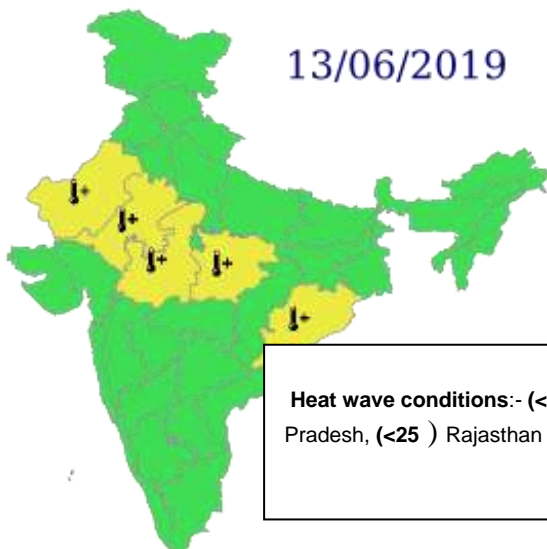 13/06/2019
Heat wave conditions:- (<
Pradesh, (<25 ) Rajasthan